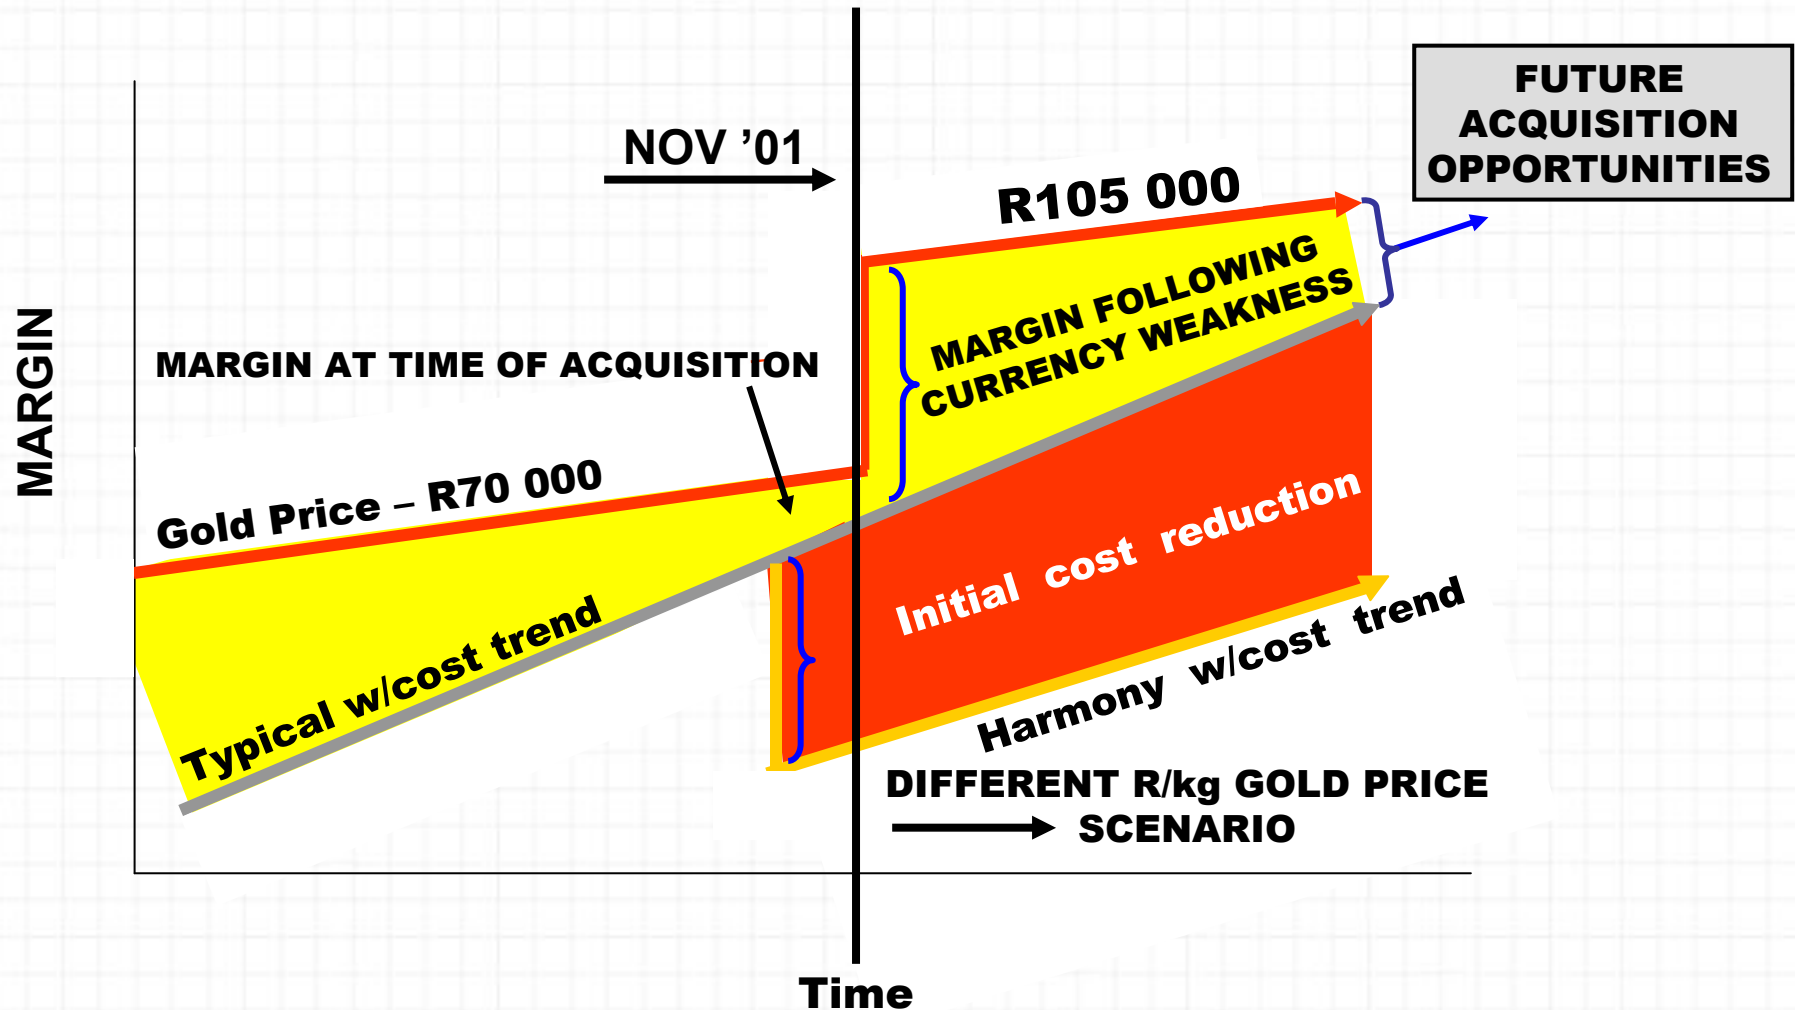 FUTURE
ACQUISITION
OPPORTUNITIES
NOV ’01
R105 000
MARGIN FOLLOWING
CURRENCY WEAKNESS
MARGIN
MARGIN AT TIME OF ACQUISITION
Gold Price – R70 000
Initial cost reduction
Typical w/cost trend
Harmony w/cost trend
DIFFERENT R/kg GOLD PRICE
SCENARIO
Time